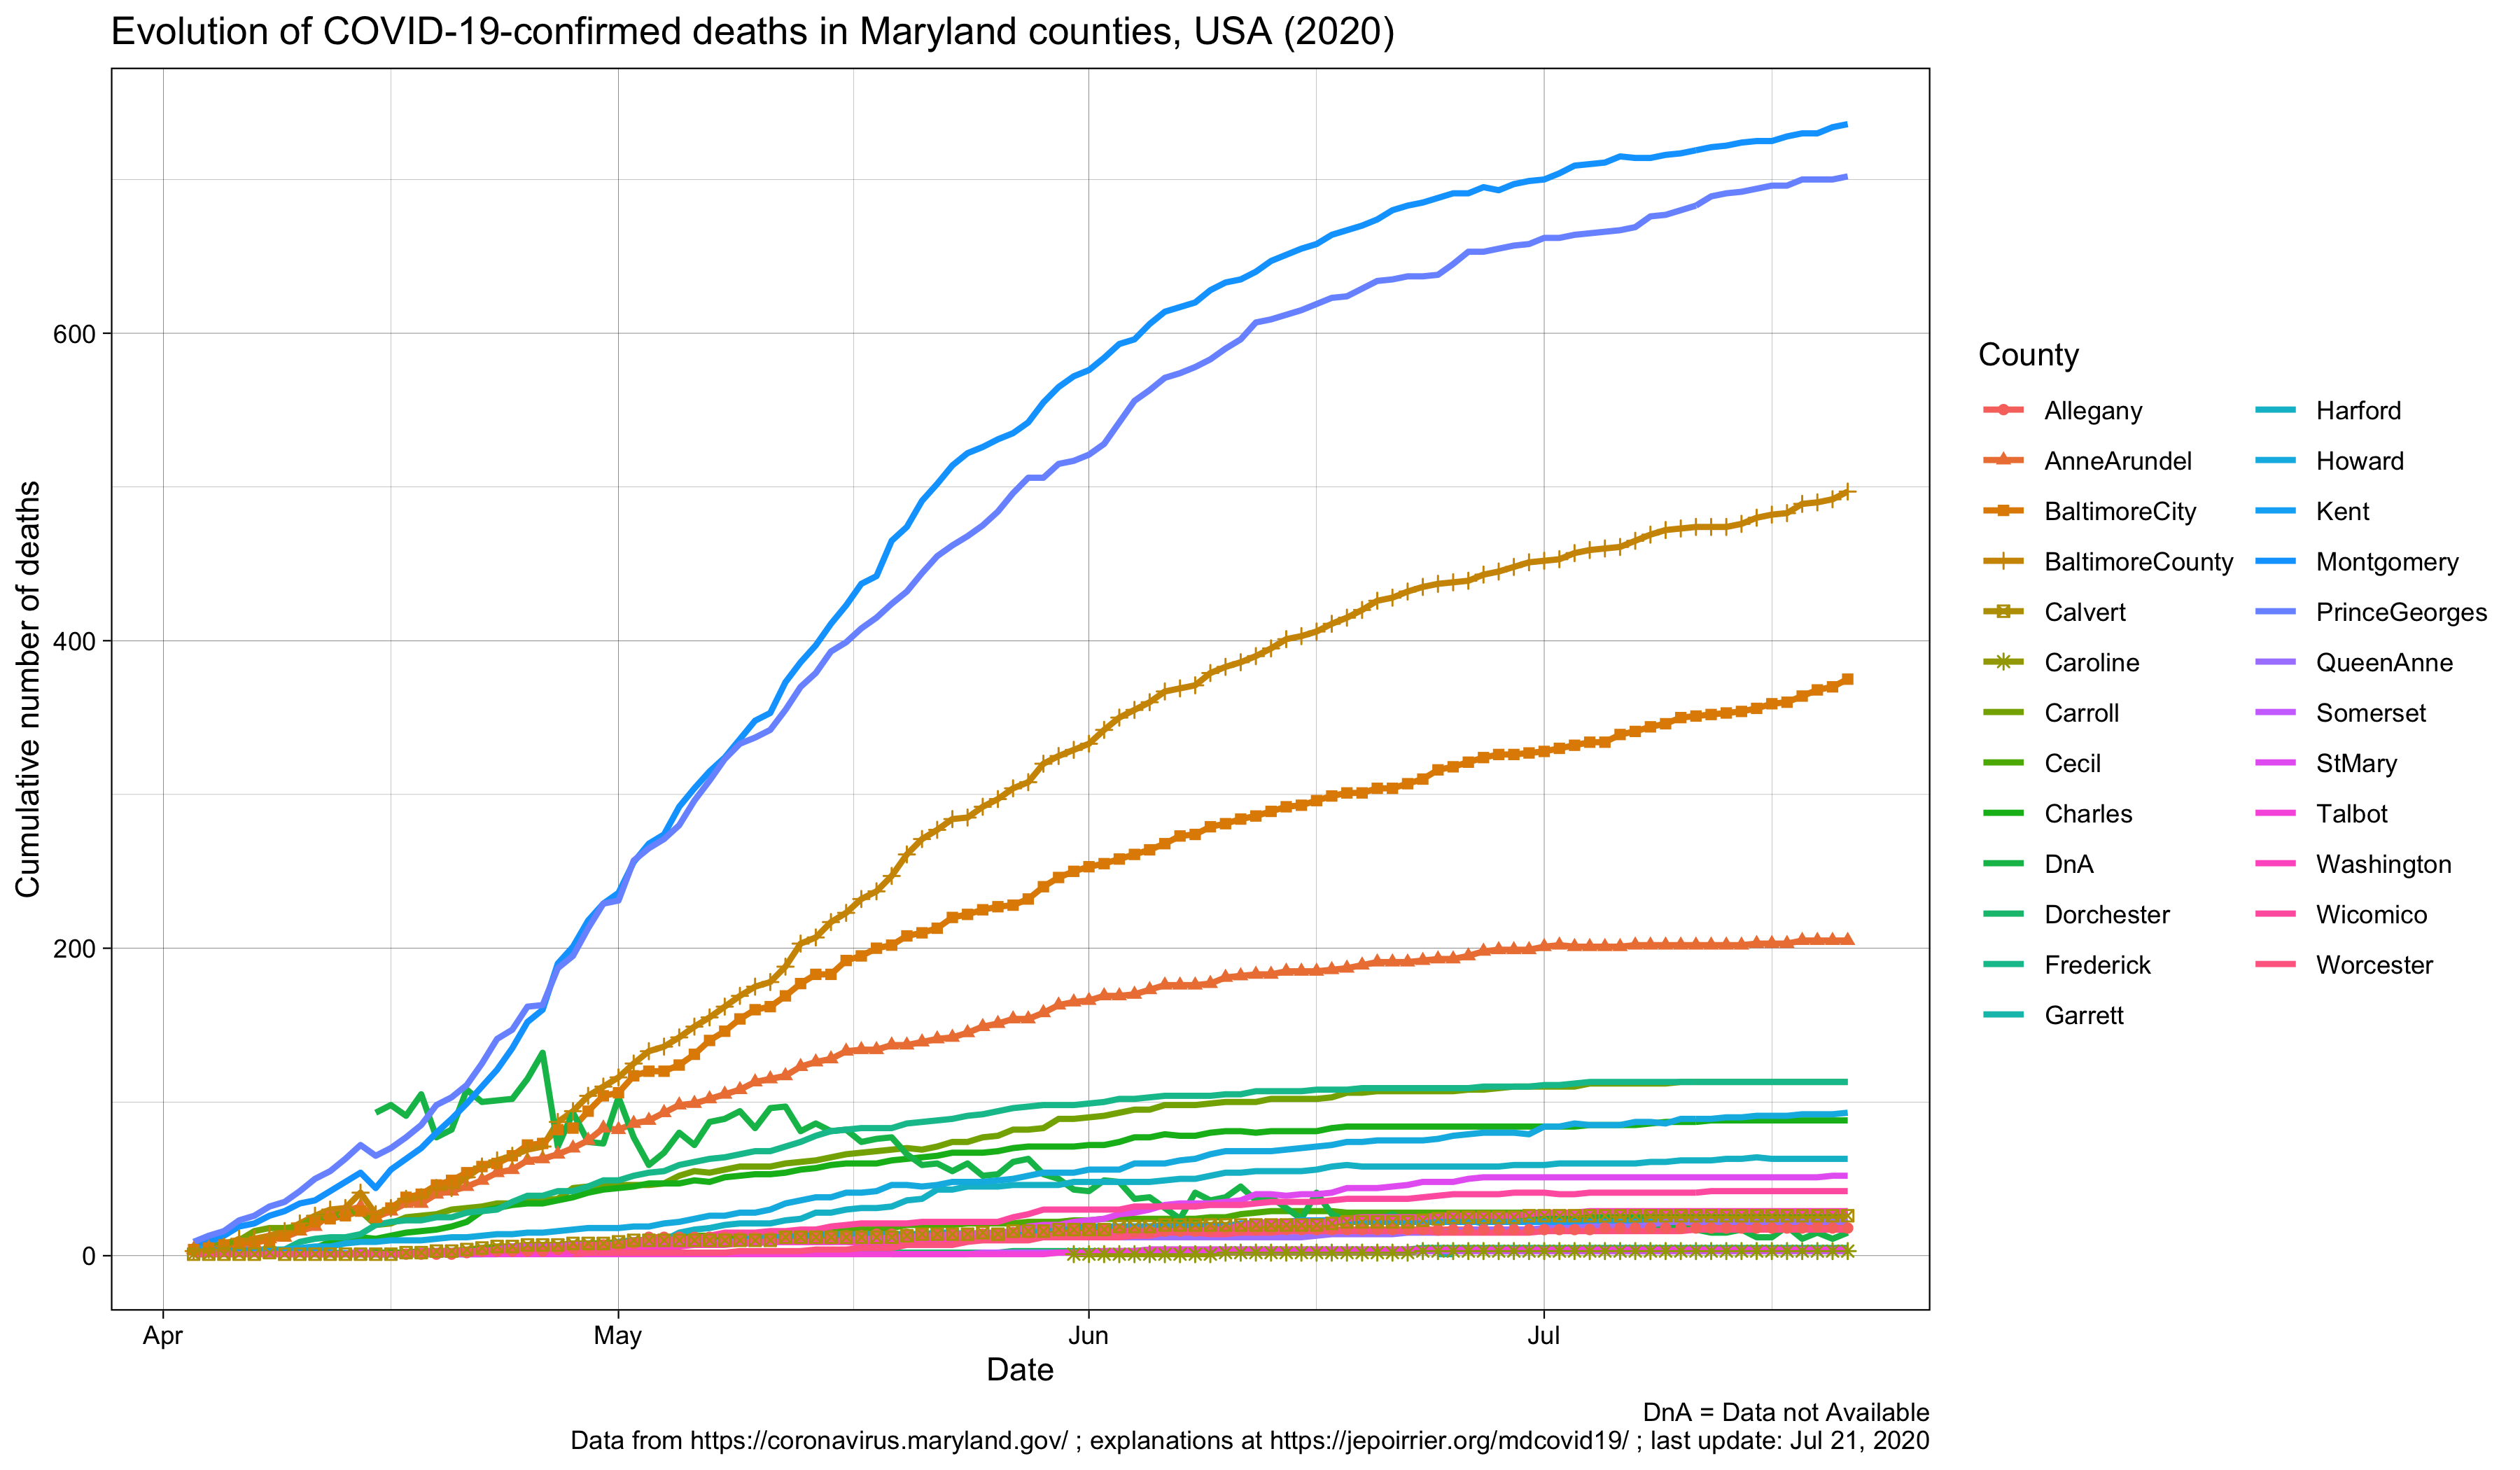 Evolution of COVID-19-confirmed deaths in Maryland counties, USA (2020)
Cumulative number of deaths
600
400
200
0
Apr
May
Jun
Jul
Date
County
Allegany
AnneArundel
BaltimoreCity
BaltimoreCounty
Calvert
Caroline
Carroll
Cecil
Charles
DnA
Dorchester
Frederick
Garrett
Harford
Howard
Kent
Montgomery
PrinceGeorges
QueenAnne
Somerset
StMary
Talbot
Washington
Wicomico
Worcester
DnA = Data not Available
Data from https://coronavirus.maryland.gov/ ; explanations at https://jepoirrier.org/mdcovid19/ ; last update: Jul 21, 2020